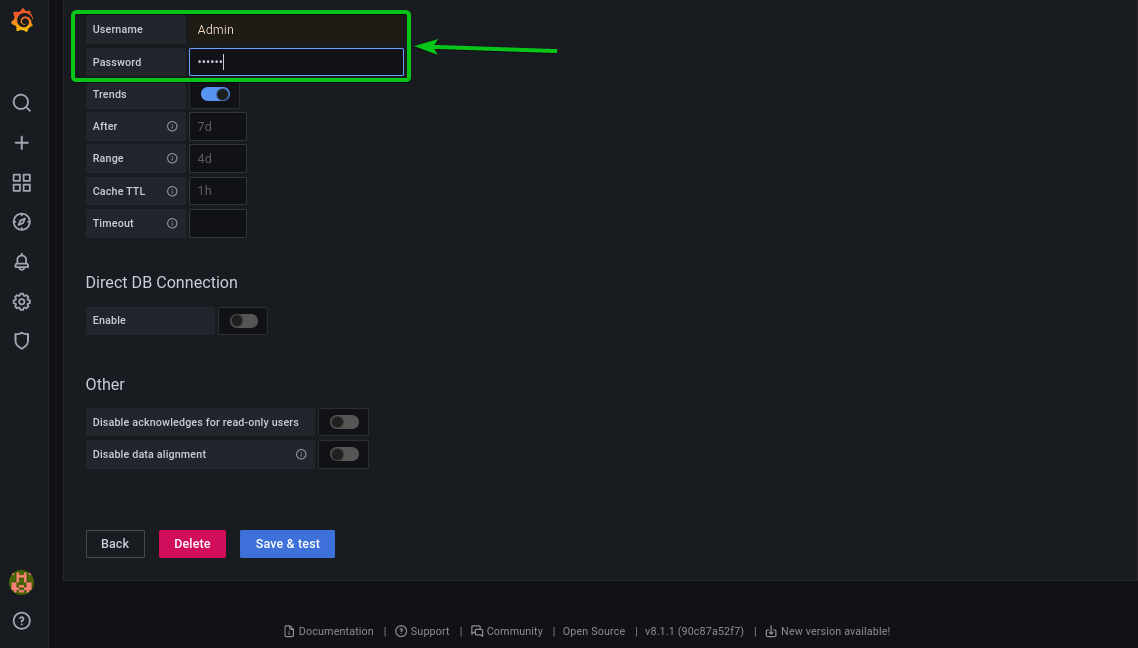 Username Admin
Password ••••••
Trends
After 7d
Range 4d
Cache TTL 1h
Timeout
Direct DB Connection
Enable
Other
Disable acknowledges for read-only users
Disable data alignment
Back Delete Save & test
Documentation | Support | Community | Open Source | v8.1.1 (90c87a52f7) | New version available!